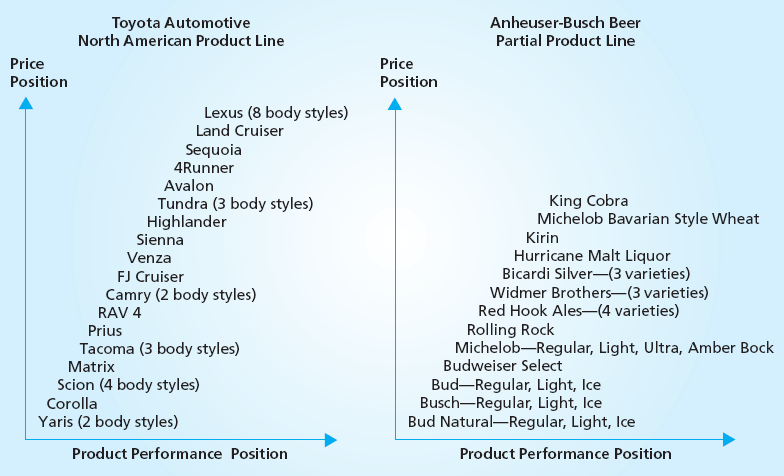 Toyota Automotive
North American Product Line
Price
Position
Lexus (8 body styles)
Land Cruiser
Sequoia
4Runner
Avalon
Tundra (3 body styles)
Highlander
Sienna
Venza
FJ Cruiser
Camry (2 body styles)
RAV 4
Prius
Tacoma (3 body styles)
Matrix
Scion (4 body styles)
Corolla
Yaris (2 body styles)
Product Performance Position
Anheuser-Busch Beer
Partial Product Line
Price
Position
King Cobra
Michelob Bavarian Style Wheat
Kirin
Hurricane Malt Liquor
Bicardi Silver—(3 varieties)
Widmer Brothers—(3 varieties)
Red Hook Ales—(4 varieties)
Rolling Rock
Michelob—Regular, Light, Ultra, Amber Bock
Budweiser Select
Bud—Regular, Light, Ice
Busch—Regular, Light, Ice
Bud Natural—Regular, Light, Ice
Product Performance Position